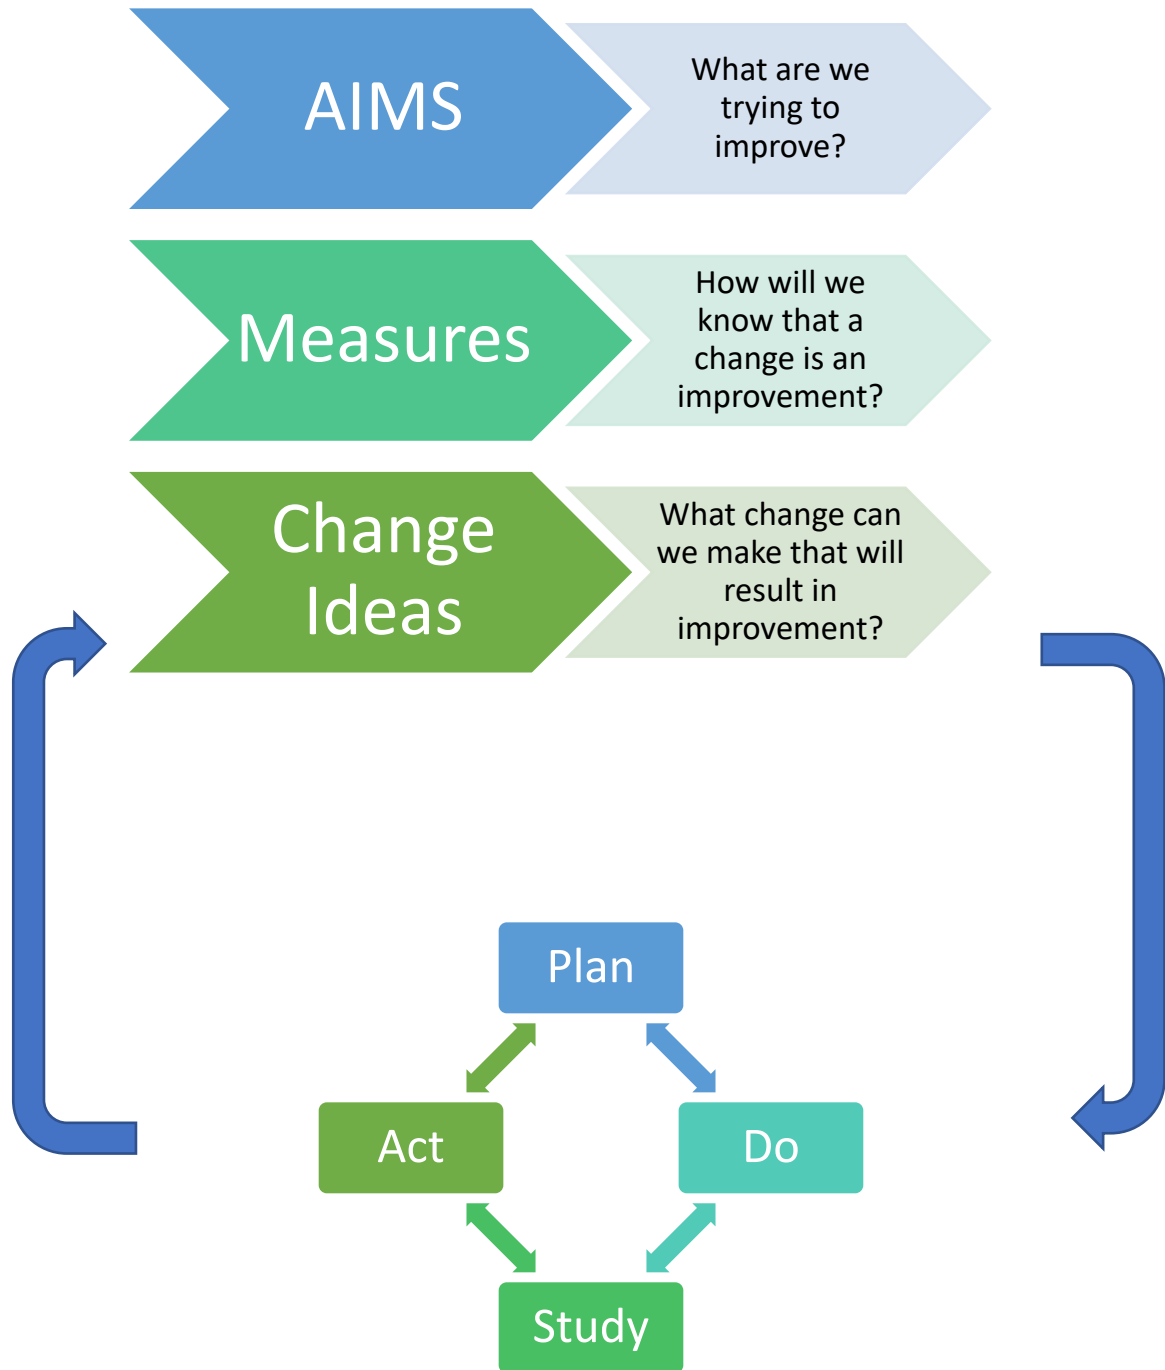 AIMS
What are we
trying to
improve?
Measures
How will we
know that a
change is an
improvement?
Change
Ideas
What change can
we make that will
result in
improvement?
Plan
Act
Do
Study